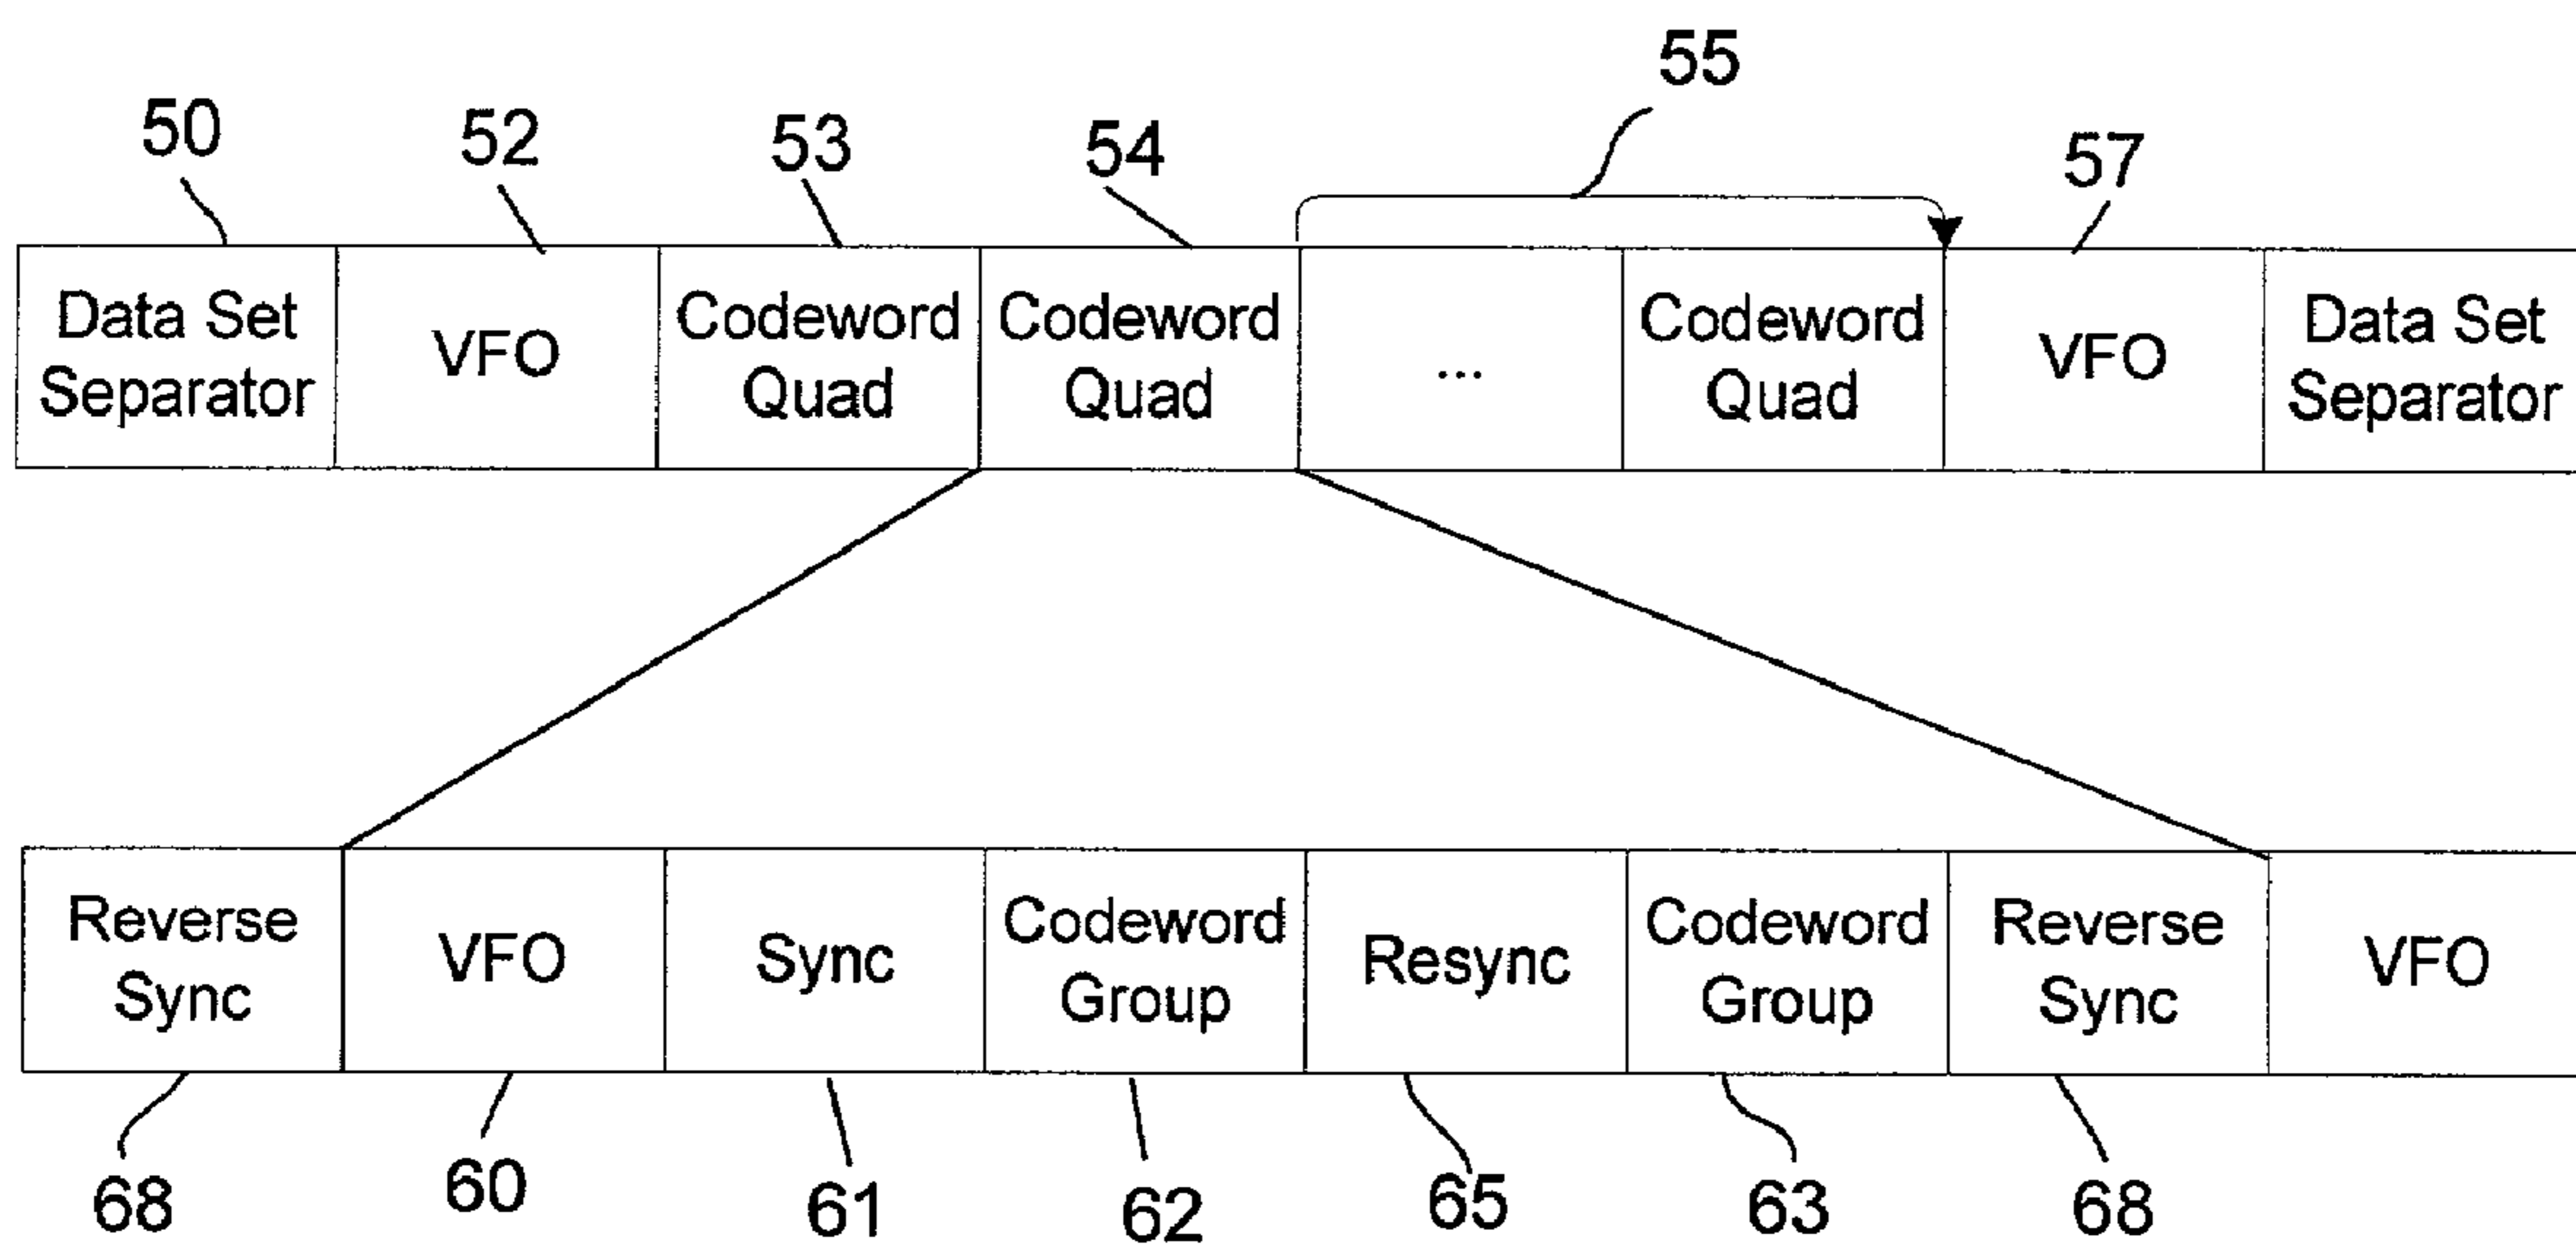 55
50
52
53
54
57
Data Set
Separator
VFO
Codeword
Quad
Codeword
Quad
...
Codeword
Quad
VFO
Data Set
Separator
Reverse
Sync
VFO
Sync
Codeword
Group
Resync
Codeword
Group
Reverse
Sync
VFO
68
60
61
62
65
63
68